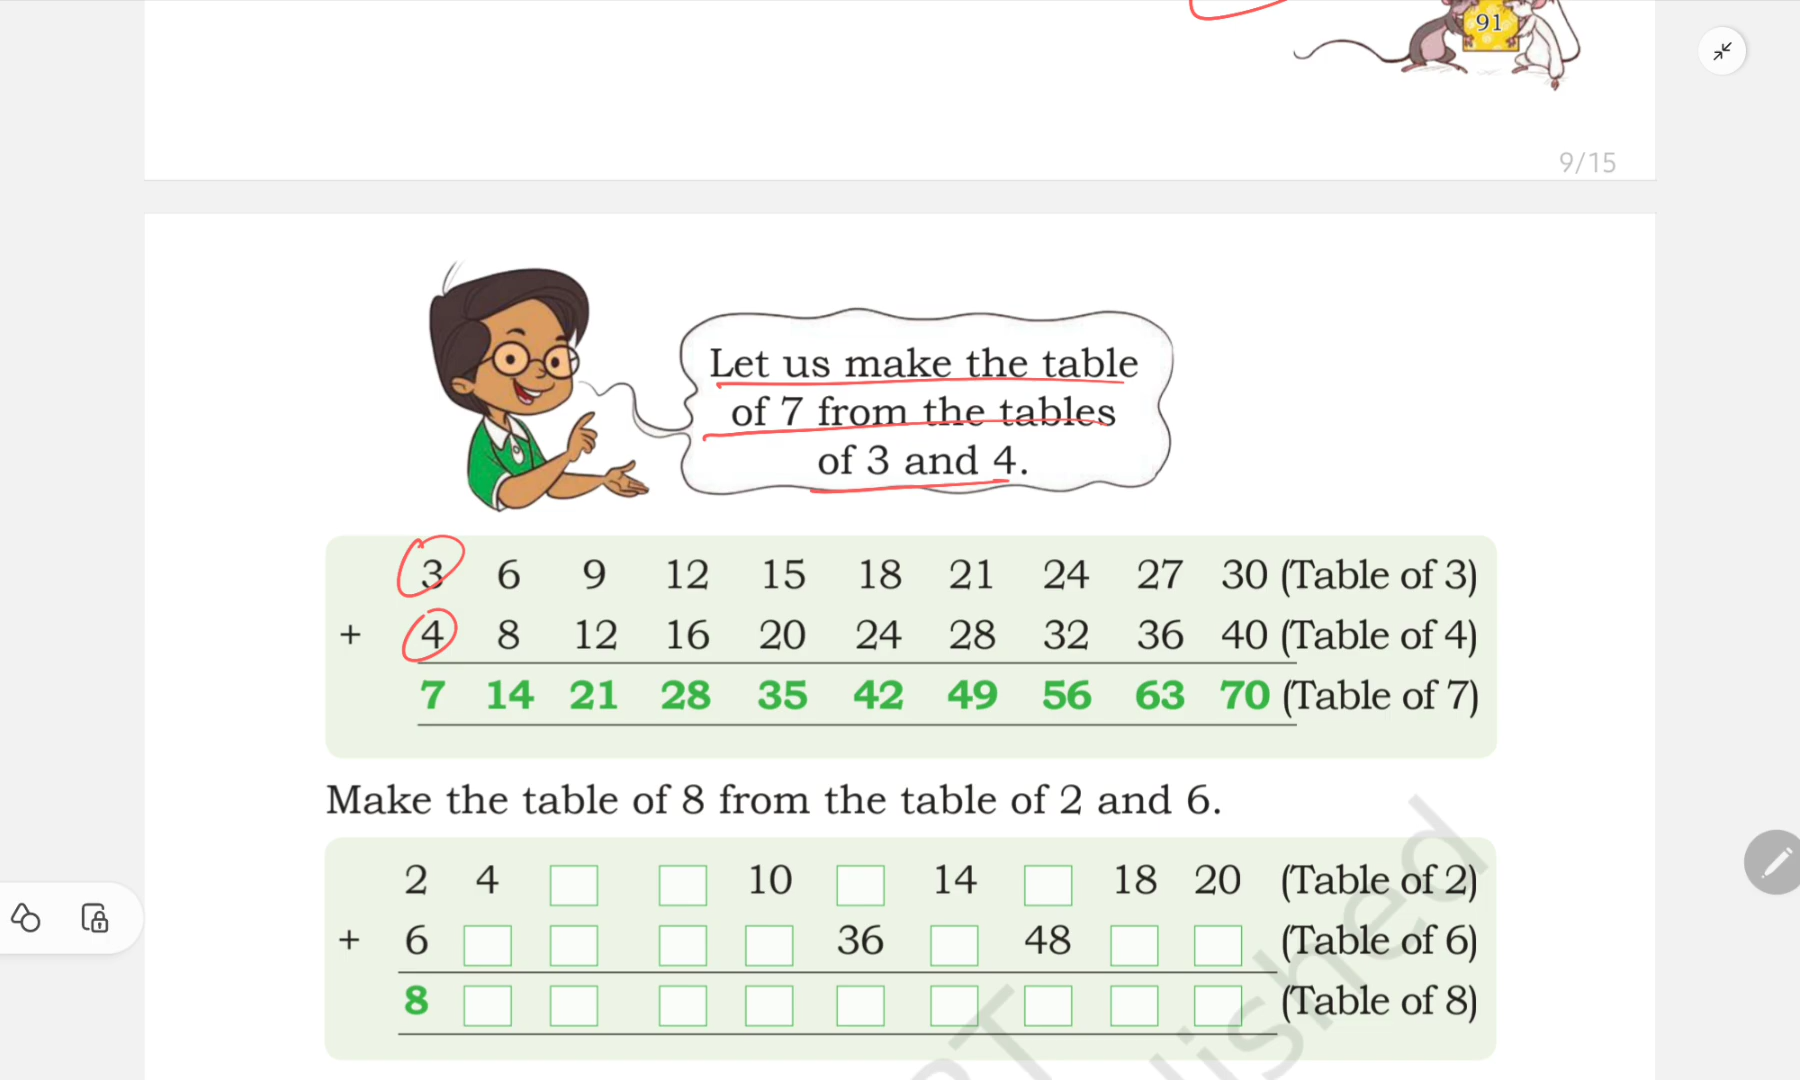 91
9/15
Let us make the table
of 7 from the tables
of 3 and 4.
3 6 9 12 15 18 21 24 27 30 (Table of 3)
+ 4 8 12 16 20 24 28 32 36 40 (Table of 4)
7 14 21 28 35 42 49 56 63 70 (Table of 7)
Make the table of 8 from the table of 2 and 6.
2 4 10 14 18 20 (Table of 2)
+ 6 36 48 (Table of 6)
8 (Table of 8)